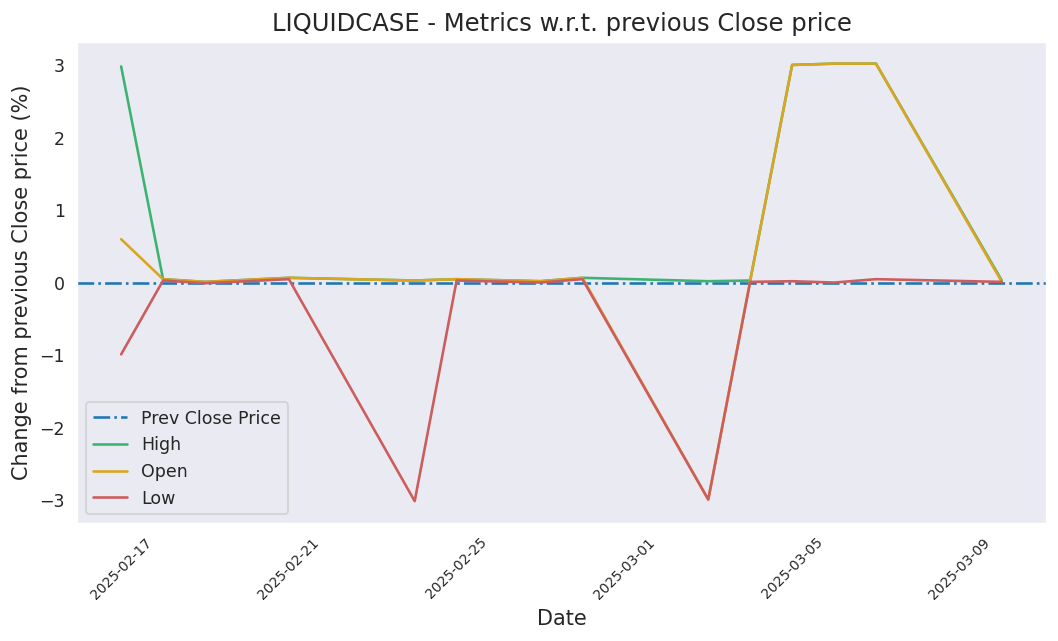 LIQUIDCASE - Metrics w.r.t. previous Close price
Change from previous Close price (%)
3
2
1
0
−1
−2
−3
Prev Close Price
High
Open
Low
2025-02-17
2025-02-21
2025-02-25
2025-03-01
2025-03-05
2025-03-09
Date